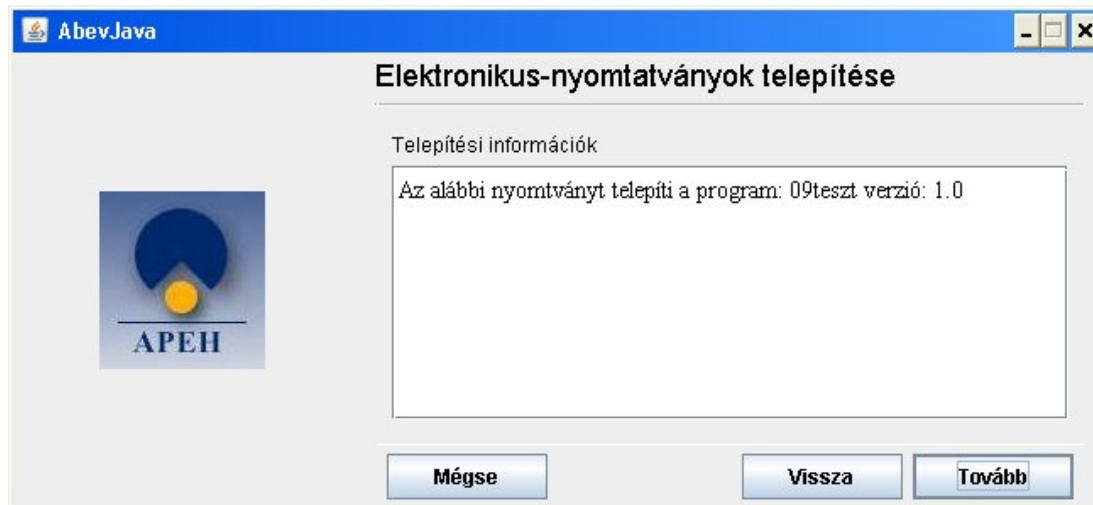 AbevJava
Elektronikus-nyomtatványok telepítése
Telepítési információk
Az alábbi nyomtványt telepíti a program: 09teszt verzió: 1.0
APEH
Mégse
Vissza
Tovább